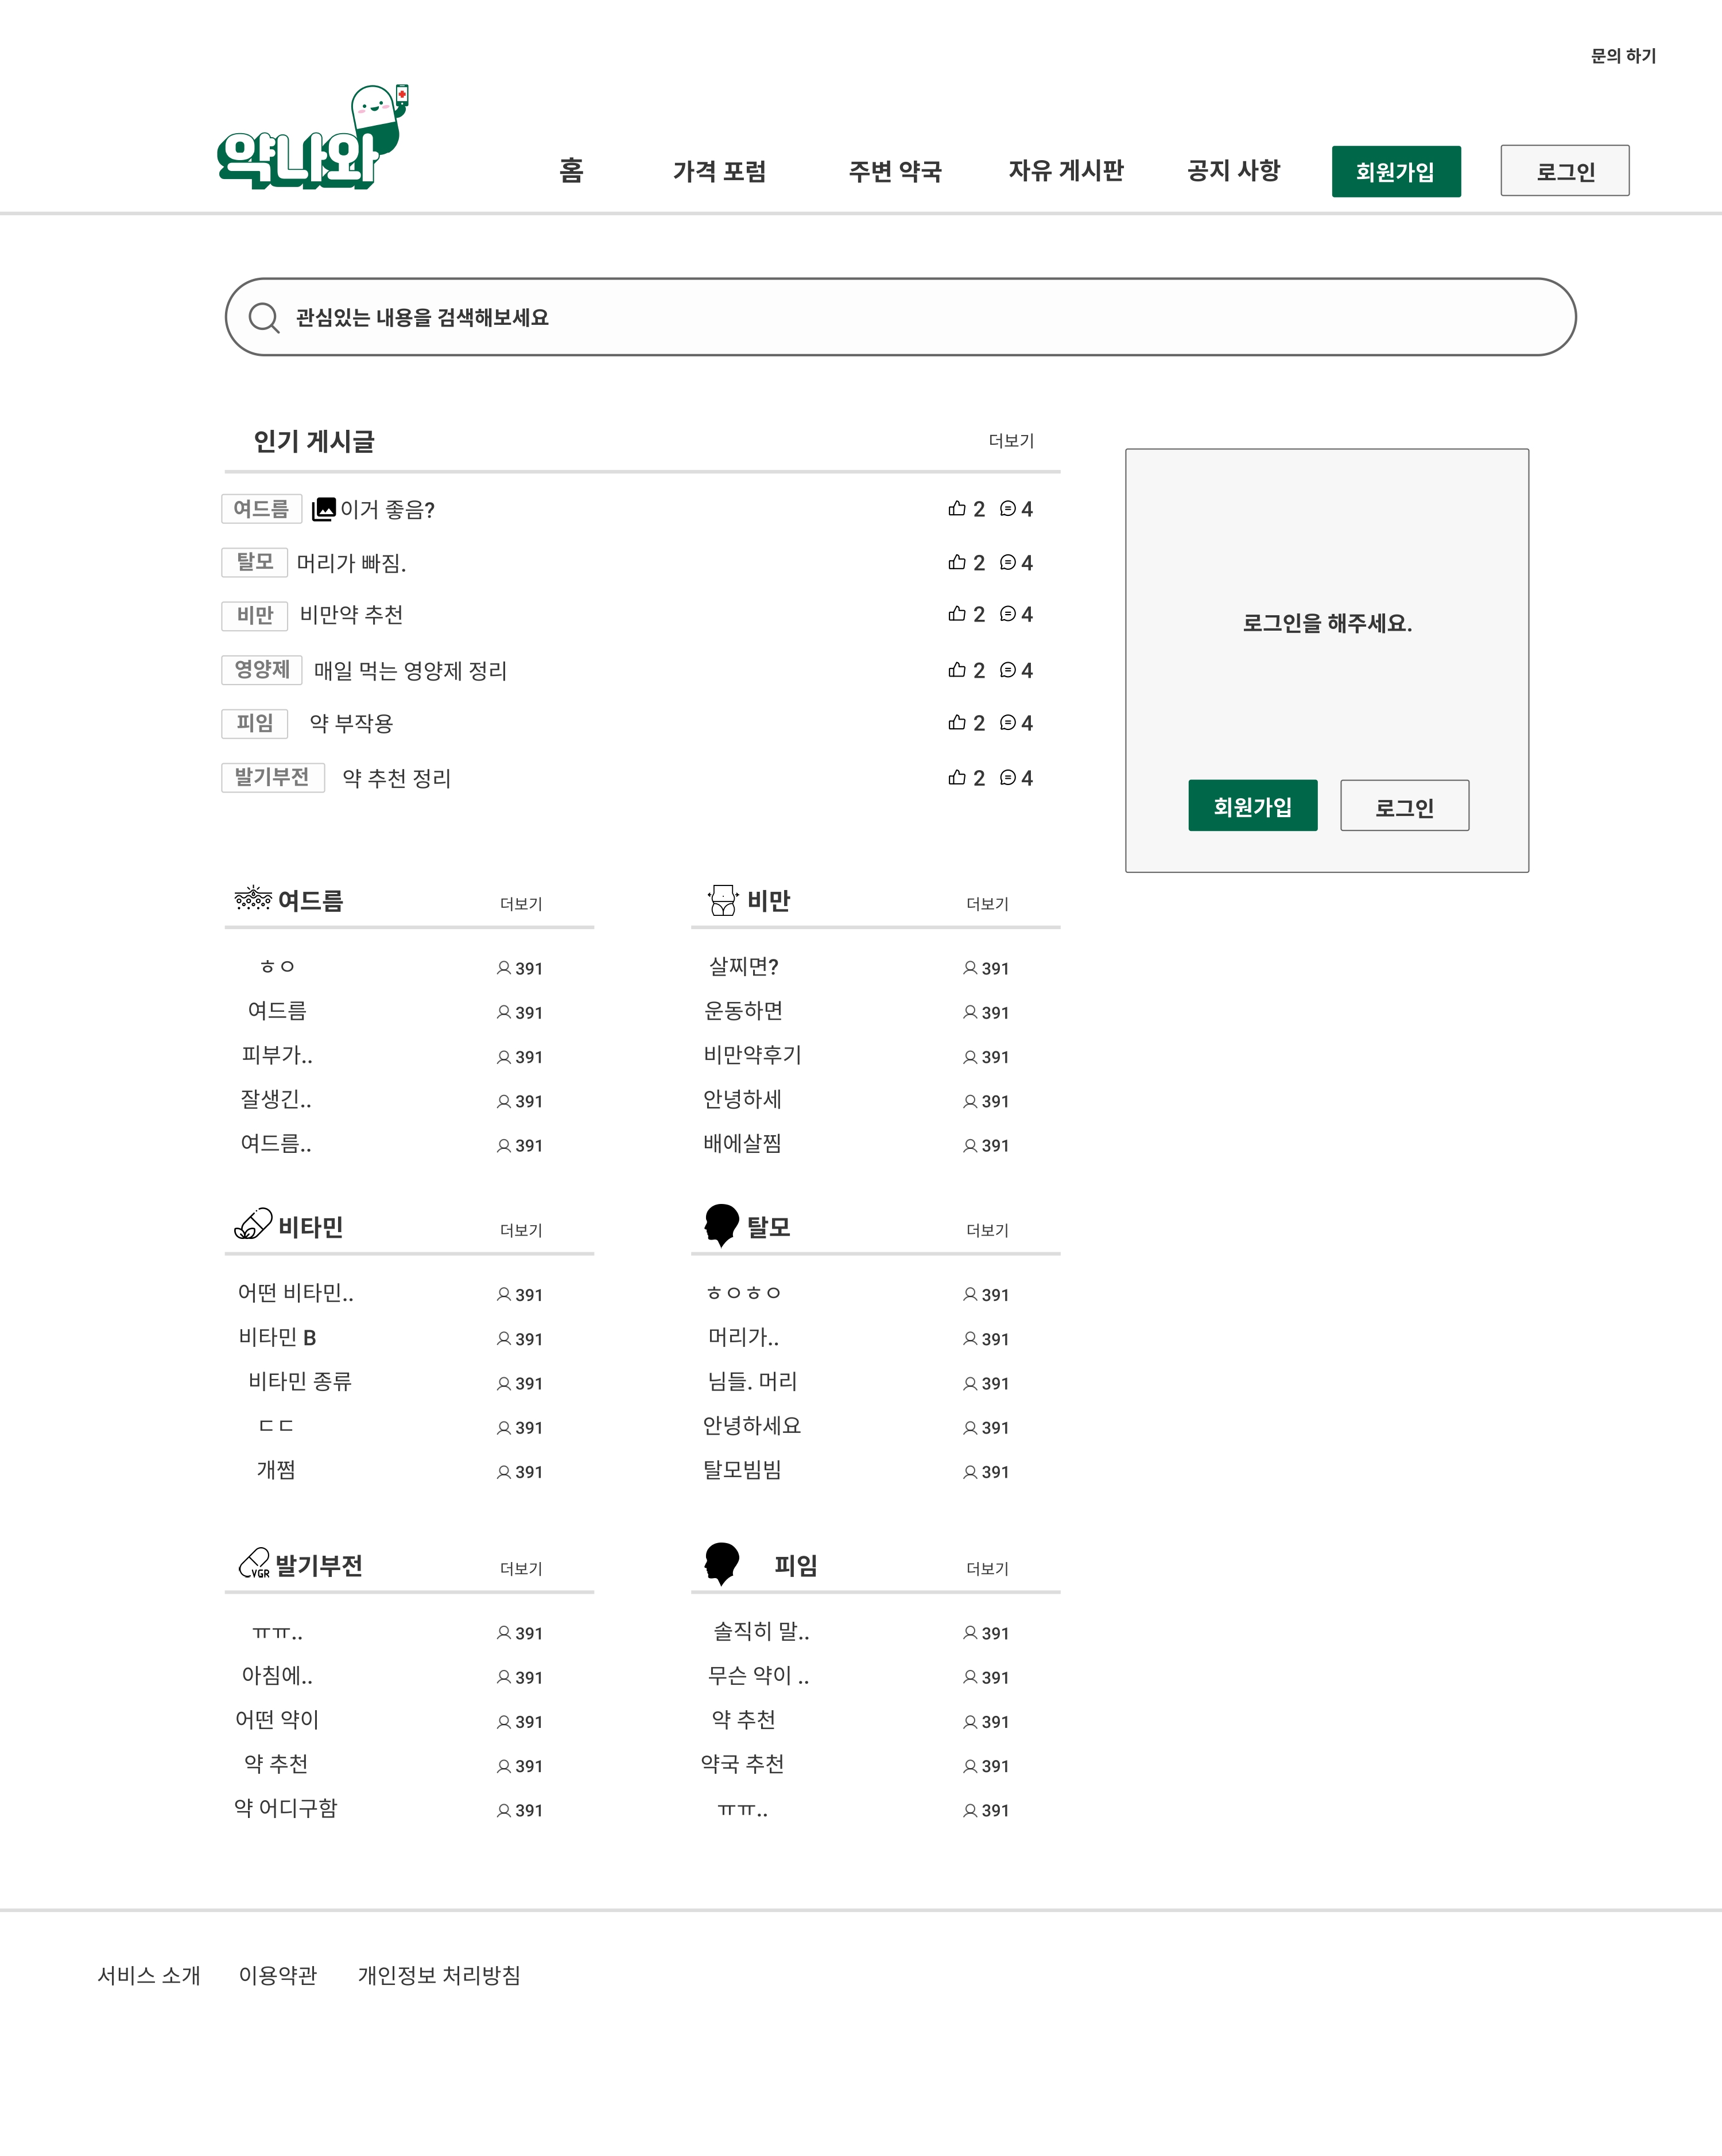 문의 하기
약나와
홈 가격 포럼 주변 약국 자유 게시판 공지 사항 회원가입 로그인
관심있는 내용을 검색해보세요
인기 게시글 더보기
여드름 이거 좋음? 2 4
탈모 머리가 빠짐. 2 4
비만 비만약 추천 2 4
영양제 매일 먹는 영양제 정리 2 4
피임 약 부작용 2 4
발기부전 약 추천 정리 2 4
로그인을 해주세요.
회원가입 로그인
여드름 더보기
ㅎㅇ 391
여드름 391
피부가.. 391
잘생긴.. 391
여드름.. 391
비만 더보기
살찌면? 391
운동하면 391
비만약후기 391
안녕하세 391
배에살찜 391
비타민 더보기
어떤 비타민.. 391
비타민 B 391
비타민 종류 391
ㄷㄷ 391
개쩜 391
탈모 더보기
ㅎㅇㅎㅇ 391
머리가.. 391
님들. 머리 391
안녕하세요 391
탈모빔빔 391
VGR 발기부전 더보기
ㅠㅠ.. 391
아침에.. 391
어떤 약이 391
약 추천 391
약 어디구함 391
피임 더보기
솔직히 말.. 391
무슨 약이 .. 391
약 추천 391
약국 추천 391
ㅠㅠ.. 391
서비스 소개 이용약관 개인정보 처리방침